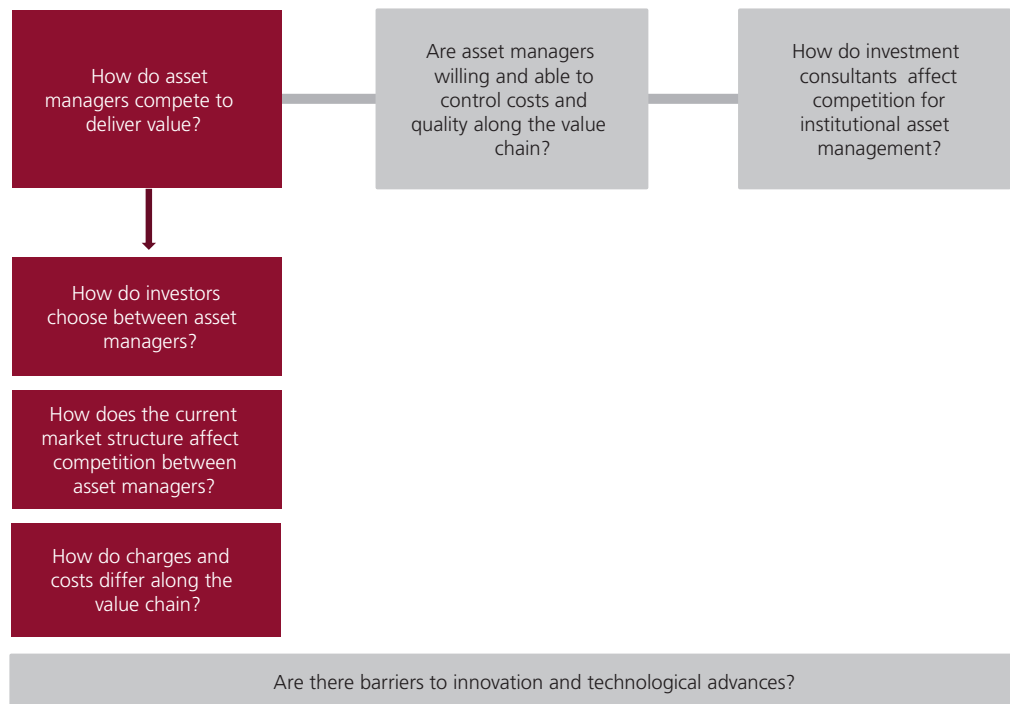 How do asset
managers compete to
deliver value?
Are asset managers
willing and able to
control costs and
quality along the value
chain?
How do investment
consultants affect
competition for
institutional asset
management?
How do investors
choose between asset
managers?
How does the current
market structure affect
competition between
asset managers?
How do charges and
costs differ along the
value chain?
Are there barriers to innovation and technological advances?